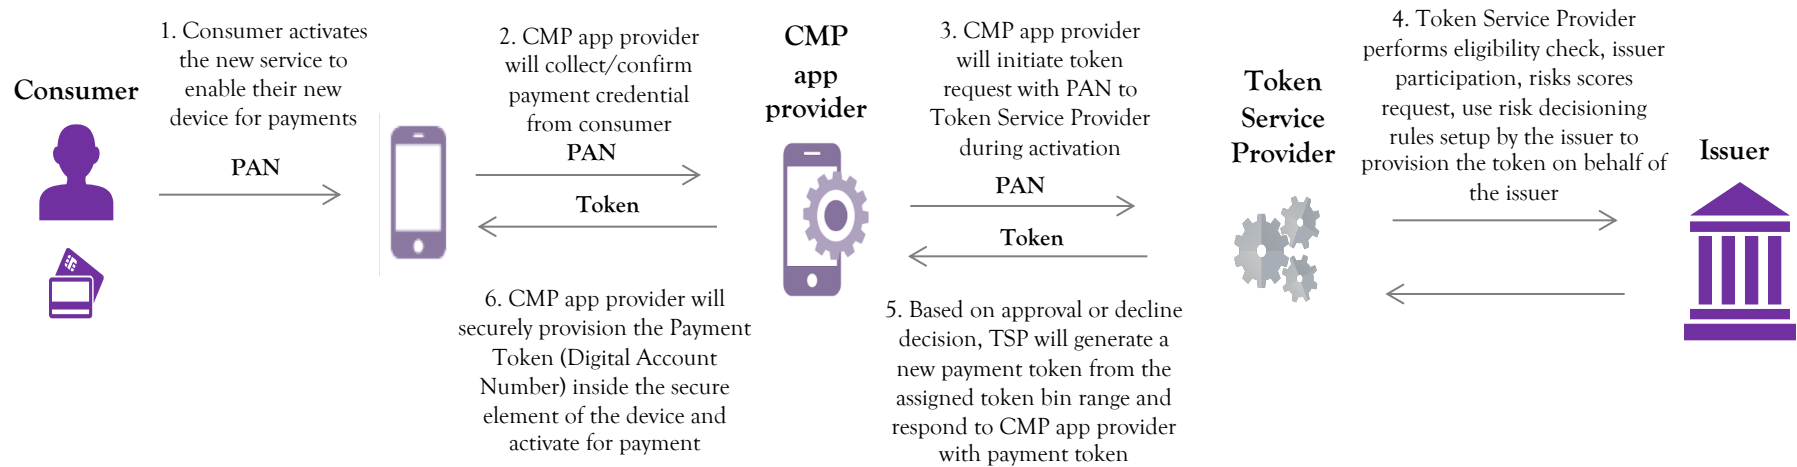 Consumer
1. Consumer activates
the new service to
enable their new
device for payments
PAN
2. CMP app provider
will collect/confirm
payment credential
from consumer
PAN
Token
CMP
app
provider
3. CMP app provider
will initiate token
request with PAN to
Token Service Provider
during activation
PAN
Token
Token
Service
Provider
4. Token Service Provider
performs eligibility check, issuer
participation, risks scores
request, use risk decisioning
rules setup by the issuer to
provision the token on behalf of
the issuer
Issuer
6. CMP app provider will
securely provision the Payment
Token (Digital Account
Number) inside the secure
element of the device and
activate for payment
5. Based on approval or decline
decision, TSP will generate a
new payment token from the
assigned token bin range and
respond to CMP app provider
with payment token